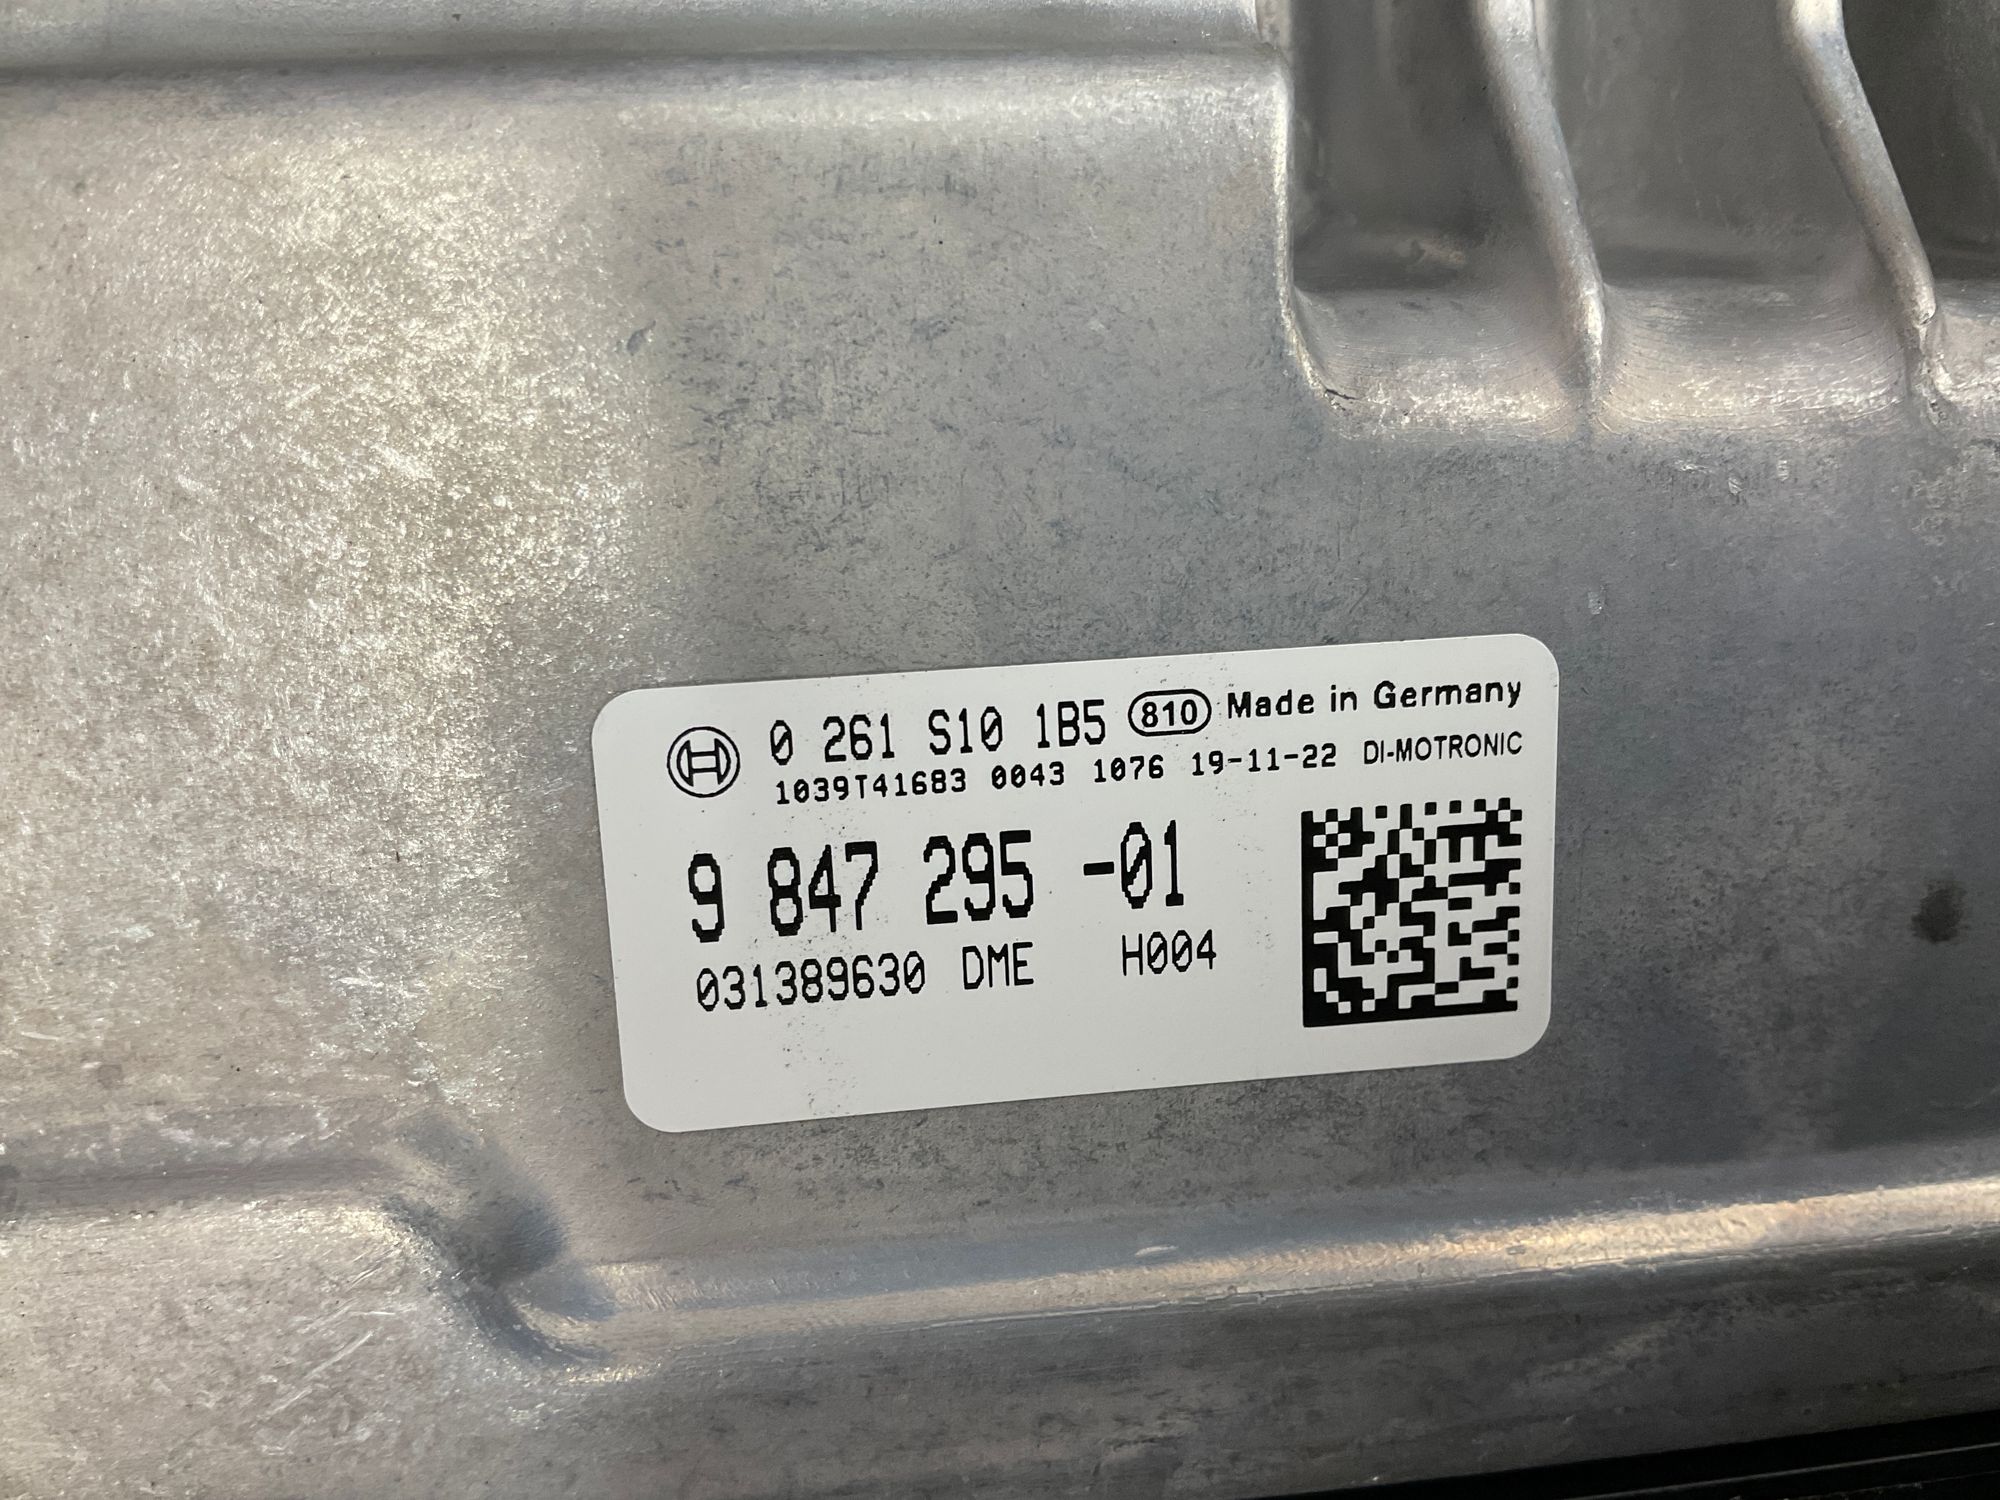 0 261 S10 1B5 810 Made in Germany
1039T41683 0043 1076 19-11-22 DI-MOTRONIC
9 847 295 -01
031389630 DME H004